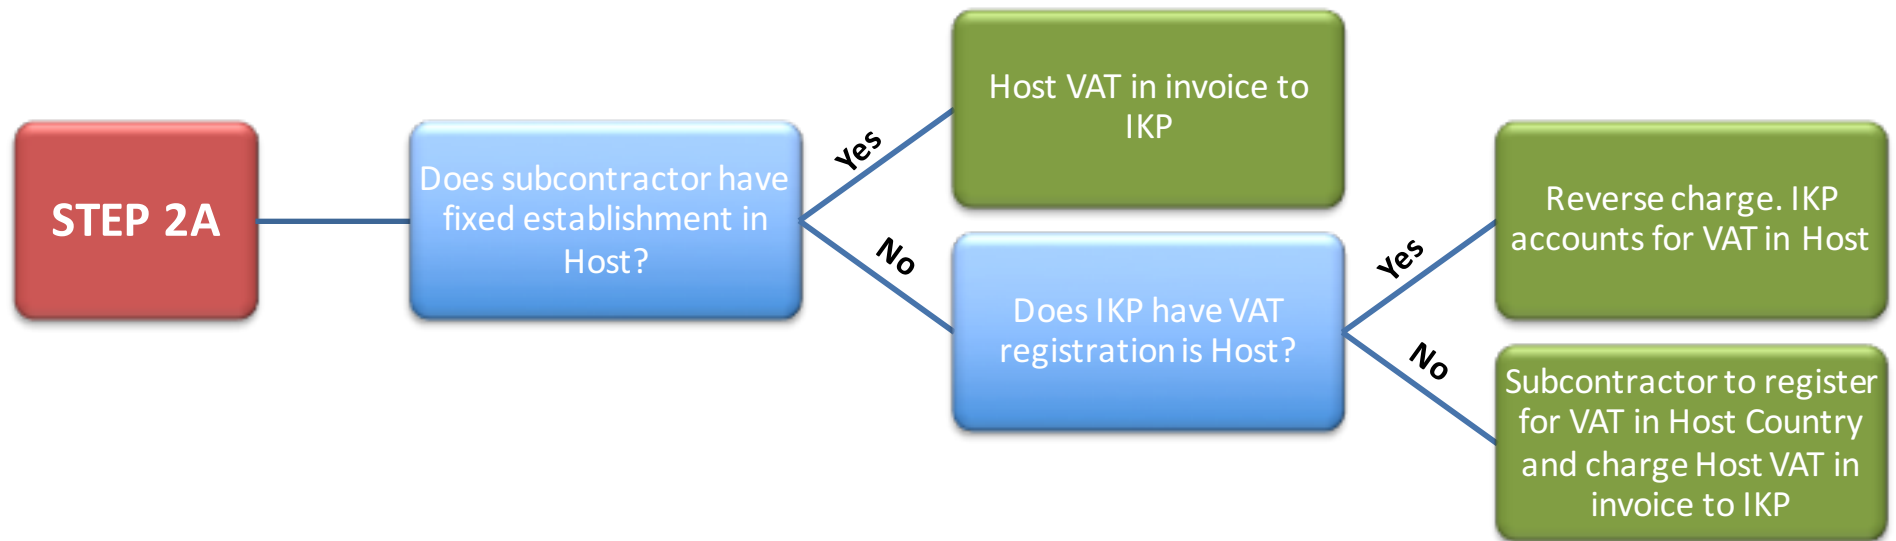 STEP 2A
Does subcontractor have
fixed establishment in
Host?
Yes
No
Host VAT in invoice to
IKP
Does IKP have VAT
registration is Host?
Yes
No
Reverse charge. IKP
accounts for VAT in Host
Subcontractor to register
for VAT in Host Country
and charge Host VAT in
invoice to IKP